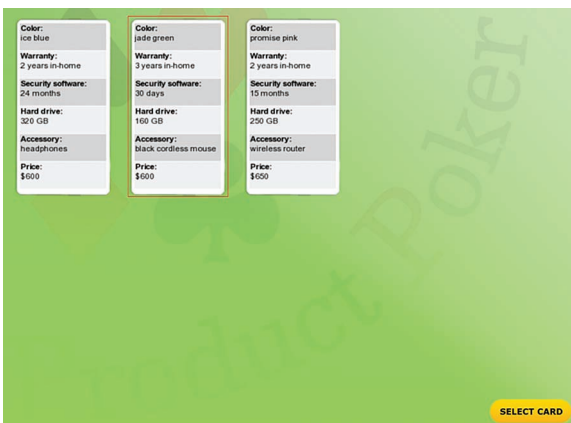 Color:
ice blue
Warranty:
2 years in-home
Security software:
24 months
Hard drive:
320 GB
Accessory:
headphones
Price:
$600
Color:
jade green
Warranty:
3 years in-home
Security software:
30 days
Hard drive:
160 GB
Accessory:
black cordless mouse
Price:
$600
Color:
promise pink
Warranty:
2 years in-home
Security software:
15 months
Hard drive:
250 GB
Accessory:
wireless router
Price:
$650
Product Poker
SELECT CARD